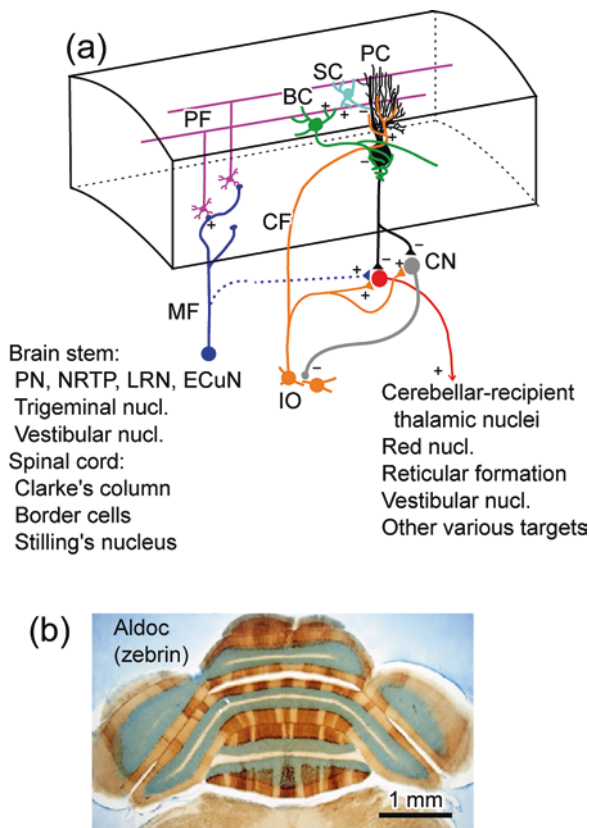 (a)
PC
SC
BC
PF
CF
CN
MF
IO
+
+
+
+
−
−
−
−
+
+
+
−
+
Brain stem:
PN, NRTP, LRN, ECuN
Trigeminal nucl.
Vestibular nucl.
Spinal cord:
Clarke's column
Border cells
Stilling's nucleus
Cerebellar-recipient
thalamic nuclei
Red nucl.
Reticular formation
Vestibular nucl.
Other various targets
(b)
Aldoc
(zebrin)
1 mm